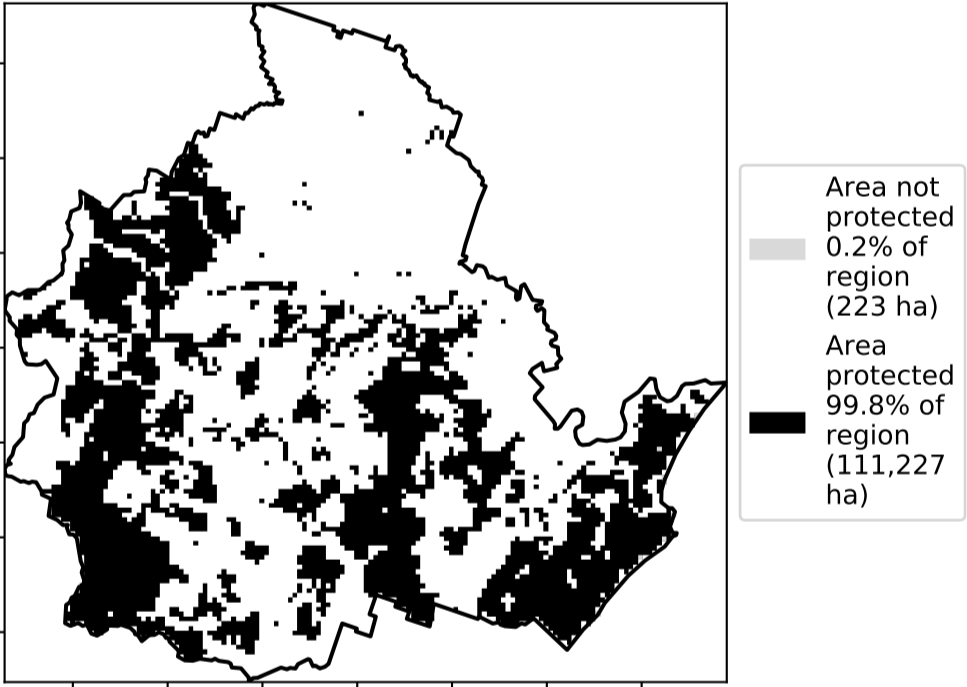 Area not
protected
0.2% of
region
(223 ha)
Area
protected
99.8% of
region
(111,227
ha)